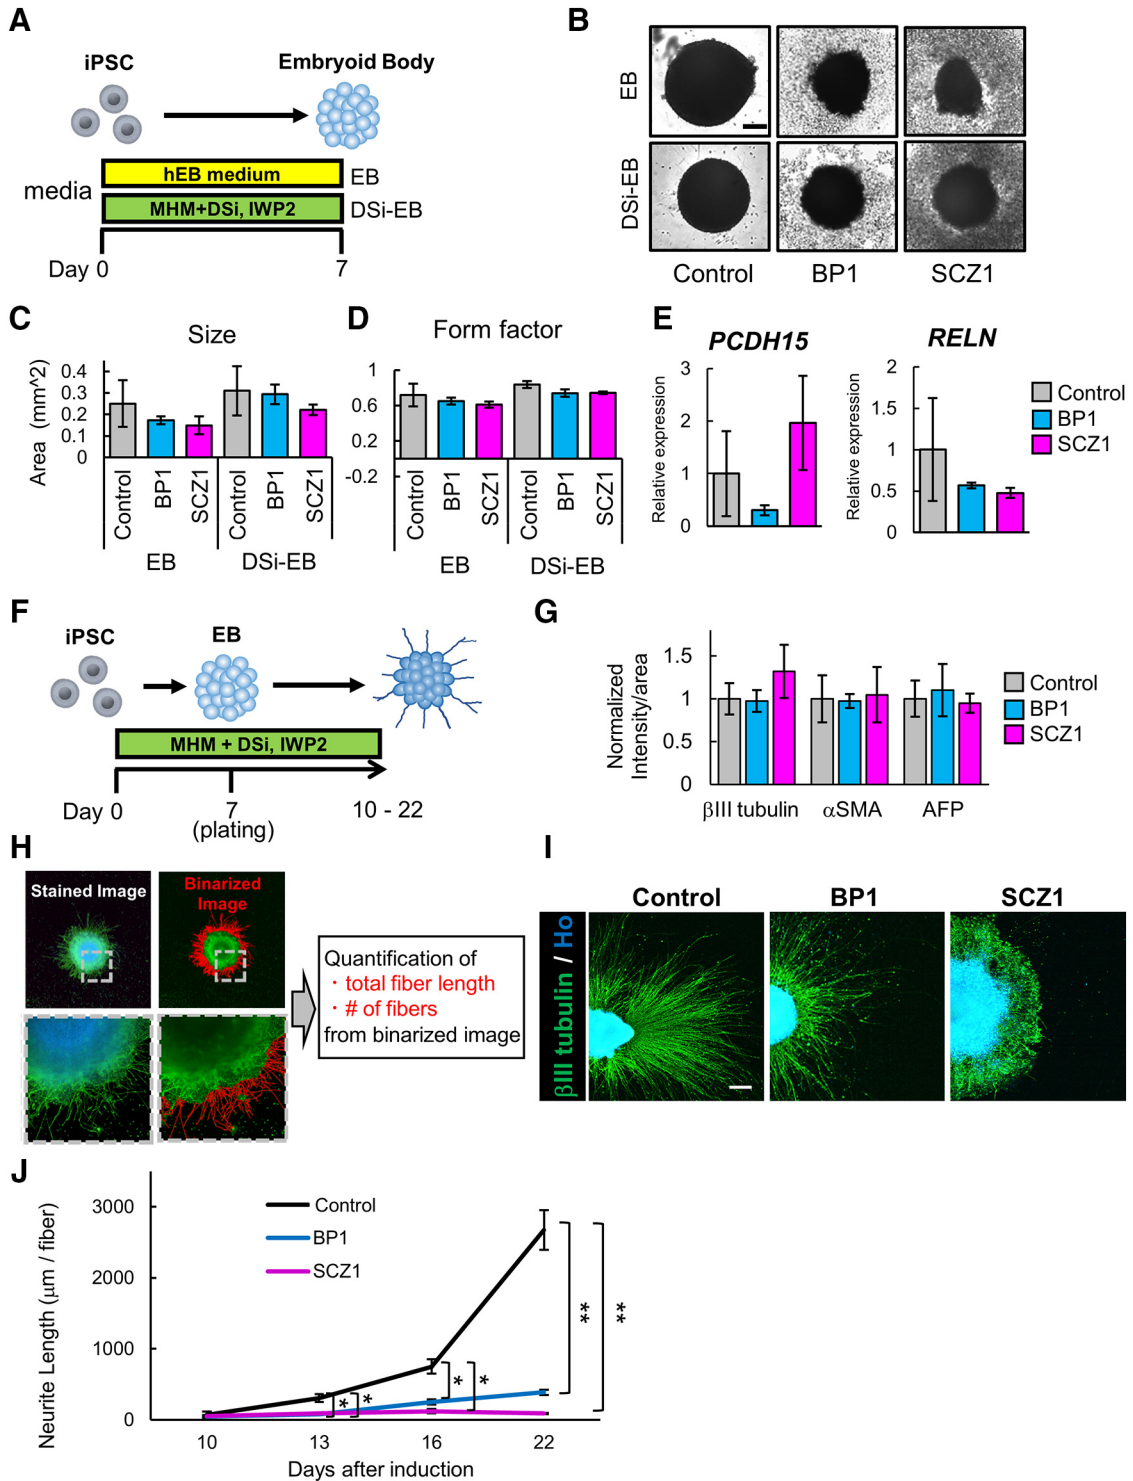 A
iPSC
Embryoid Body
media
hEB medium
EB
MHM+DSi, IWP2
DSi-EB
Day 0
7
B
EB
DSi-EB
Control
BP1
SCZ1
C
Size
Area (mm^2)
0.4
0.3
0.2
0.1
0
Control
BP1
SCZ1
Control
BP1
SCZ1
EB
DSi-EB
D
Form factor
1
0.6
0.2
-0.2
Control
BP1
SCZ1
Control
BP1
SCZ1
EB
DSi-EB
E
PCDH15
Relative expression
3
2
1
0
RELN
Relative expression
2
1.5
1
0.5
0
Control
BP1
SCZ1
F
iPSC
EB
MHM + DSi, IWP2
Day 0
7
(plating)
10 - 22
G
Normalized
Intensity/area
1.5
1
0.5
0
βIII tubulin
αSMA
AFP
Control
BP1
SCZ1
H
Stained Image
Binarized
Image
Quantification of
・total fiber length
・# of fibers
from binarized image
I
Control
BP1
SCZ1
βIII tubulin / Ho
J
Neurite Length (μm / fiber)
3000
2000
1000
0
Control
BP1
SCZ1
*
*
*
*
**
**
10
13
16
22
Days after induction